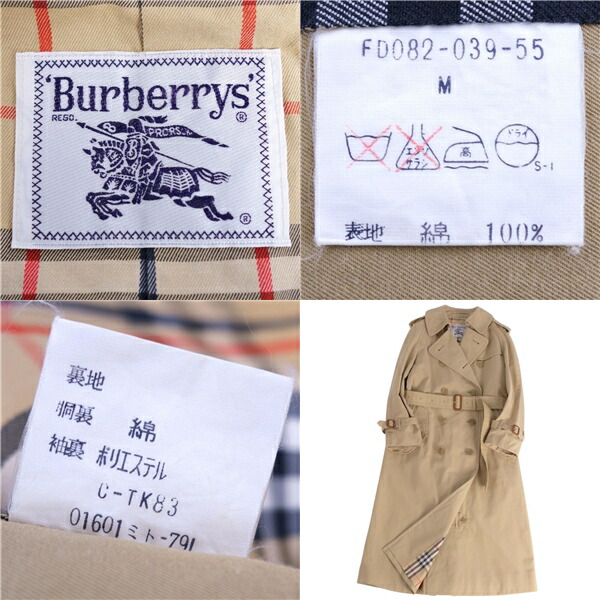 'Burberrys'
REGD.
®
PRORSUM
®
FD082-039-55
M
エンソ
サラシ
高
ドライ
S-1
表地 綿 100%
裏地
胴裏 綿
袖裏 ポリエステル
C-TK83
01601ミト-79L